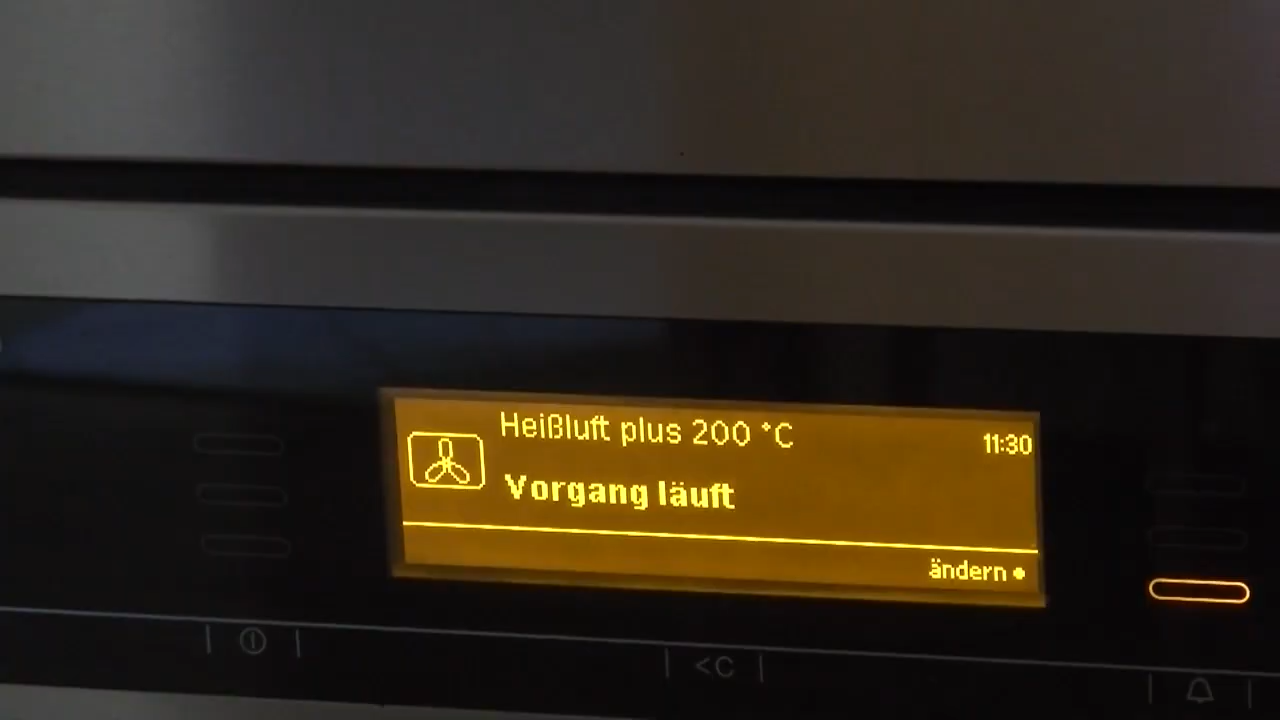 Heißluft plus 200 °C
11:30
Vorgang läuft
ändern •
<C